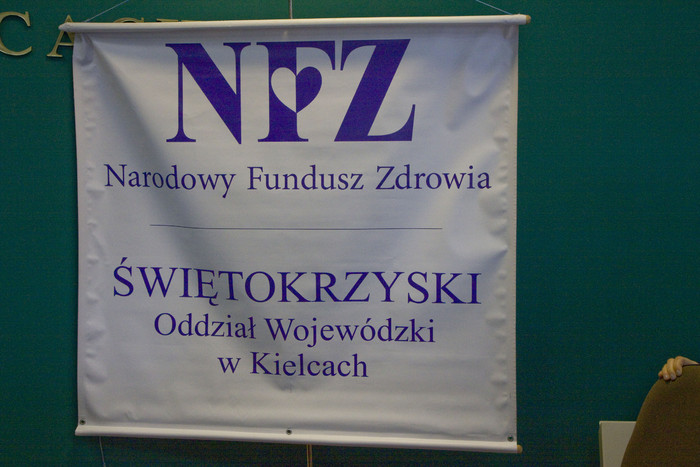 NFZ
Narodowy Fundusz Zdrowia
ŚWIĘTOKRZYSKI
Oddział Wojewódzki
w Kielcach